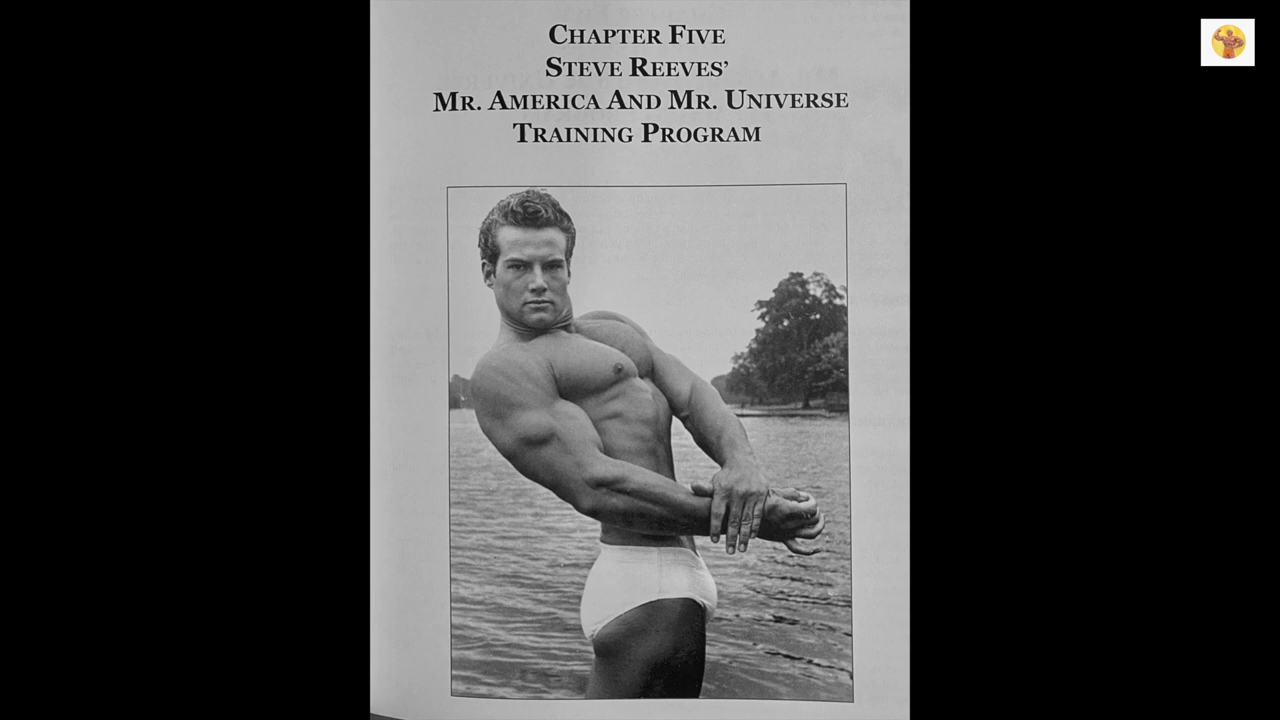 Chapter Five
Steve Reeves'
Mr. America And Mr. Universe
Training Program